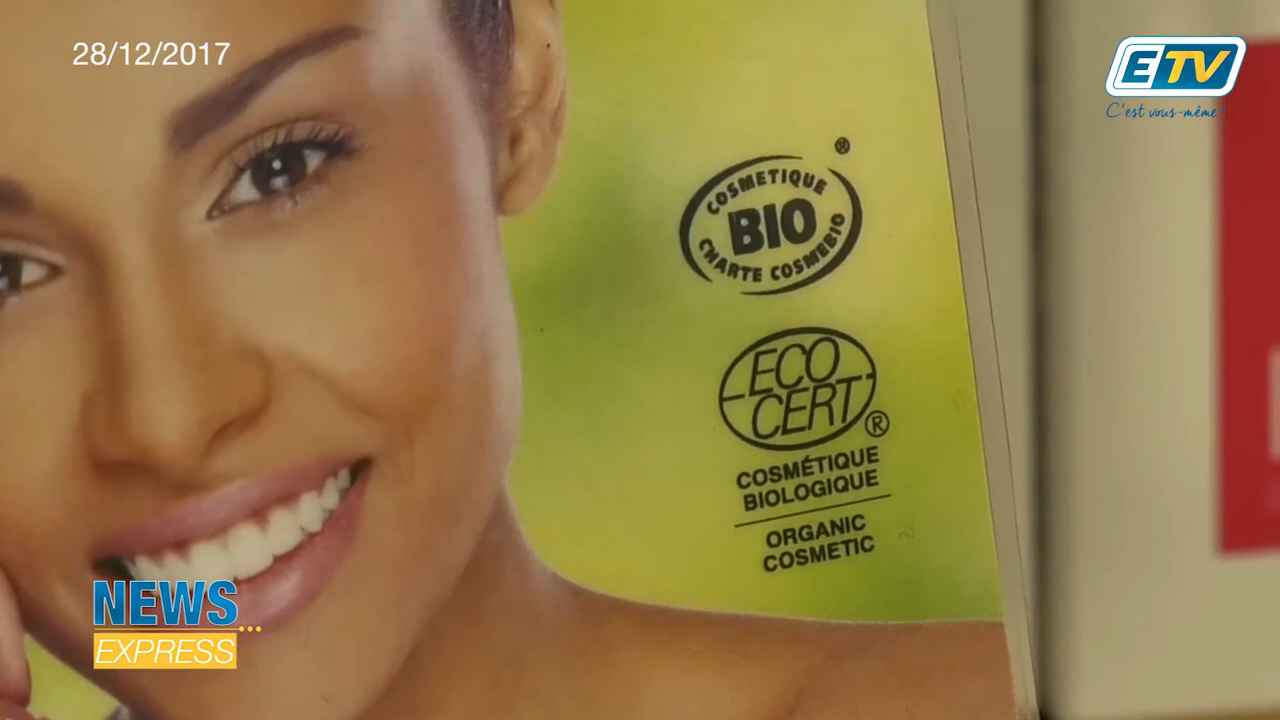 28/12/2017
ETV
C'est vous-même !
®
COSMETIQUE
BIO
CHARTE COSMEBIO
ECO
CERT
®
COSMÉTIQUE
BIOLOGIQUE
ORGANIC
COSMETIC
NEWS...
EXPRESS